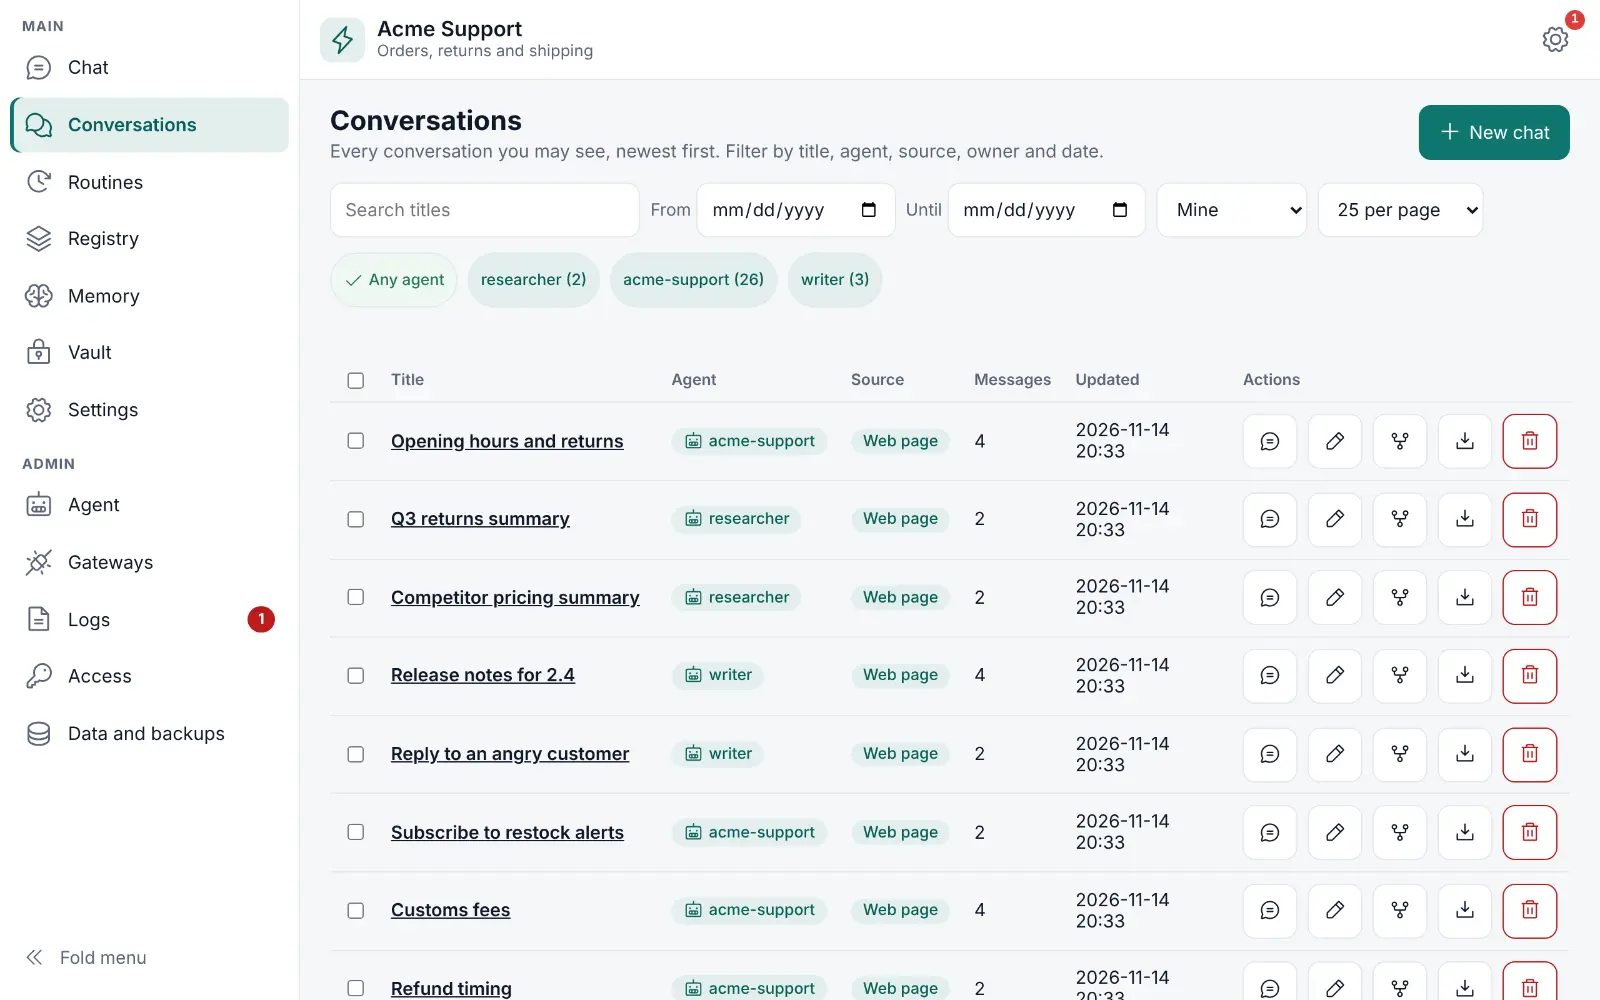 MAIN
Chat
Conversations
Routines
Registry
Memory
Vault
Settings
ADMIN
Agent
Gateways
Logs 1
Access
Data and backups
Fold menu
Acme Support
Orders, returns and shipping
1
Conversations
Every conversation you may see, newest first. Filter by title, agent, source, owner and date.
New chat
Search titles From mm/dd/yyyy Until mm/dd/yyyy Mine 25 per page
Any agent researcher (2) acme-support (26) writer (3)
Title Agent Source Messages Updated Actions
Opening hours and returns acme-support Web page 4 2026-11-14
20:33
Q3 returns summary researcher Web page 2 2026-11-14
20:33
Competitor pricing summary researcher Web page 2 2026-11-14
20:33
Release notes for 2.4 writer Web page 4 2026-11-14
20:33
Reply to an angry customer writer Web page 2 2026-11-14
20:33
Subscribe to restock alerts acme-support Web page 2 2026-11-14
20:33
Customs fees acme-support Web page 4 2026-11-14
20:33
Refund timing acme-support Web page 2 2026-11-14
20:33